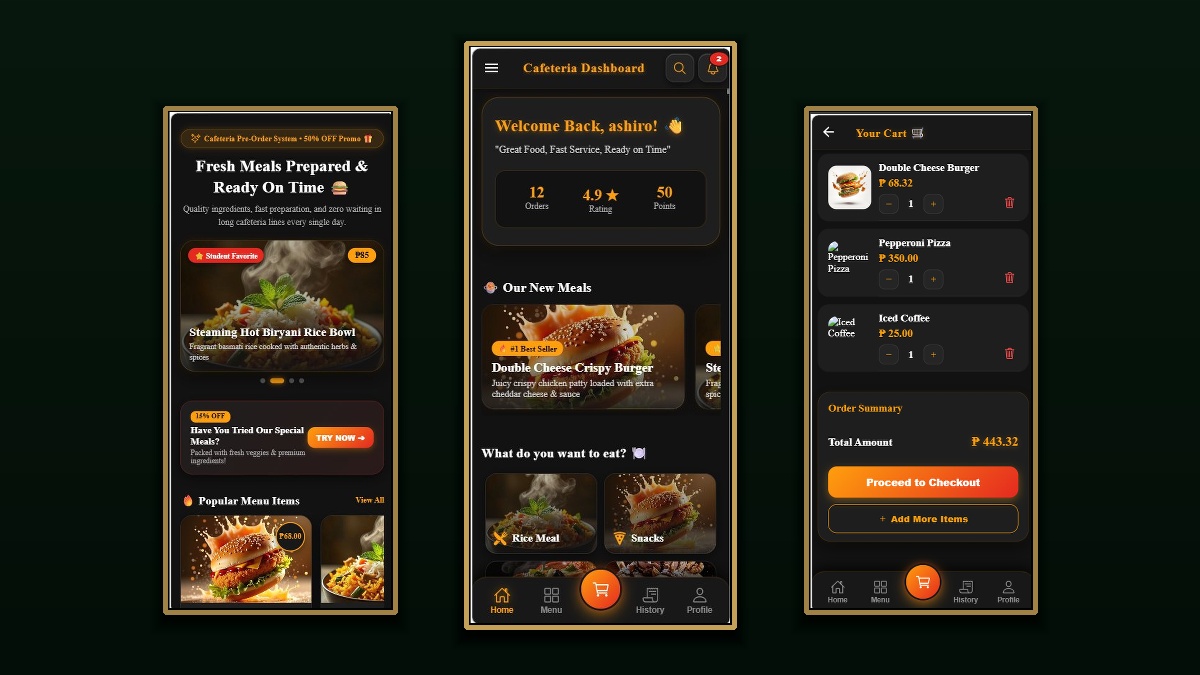 Cafeteria Pre-Order System • 50% OFF Promo
Fresh Meals Prepared &
Ready On Time
Quality ingredients, fast preparation, and zero waiting in
long cafeteria lines every single day.
Student Favorite
₱85
Steaming Hot Biryani Rice Bowl
Fragrant basmati rice cooked with authentic herbs &
spices
15% OFF
Have You Tried Our Special
Meals?
Packed with fresh veggies & premium
ingredients!
TRY NOW ➔
Popular Menu Items
View All
₱68.00
Cafeteria Dashboard
2
Welcome Back, ashiro!
"Great Food, Fast Service, Ready on Time"
12
Orders
4.9 ★
Rating
50
Points
Our New Meals
#1 Best Seller
Double Cheese Crispy Burger
Juicy crispy chicken patty loaded with extra
cheddar cheese & sauce
Ste
Frag
spic
What do you want to eat?
Rice Meal
Snacks
Home
Menu
History
Profile
Your Cart
Double Cheese Burger
₱ 68.32
− 1 +
Pepperoni
Pizza
Pepperoni Pizza
₱ 350.00
− 1 +
Iced
Coffee
Iced Coffee
₱ 25.00
− 1 +
Order Summary
Total Amount
₱ 443.32
Proceed to Checkout
+ Add More Items
Home
Menu
History
Profile